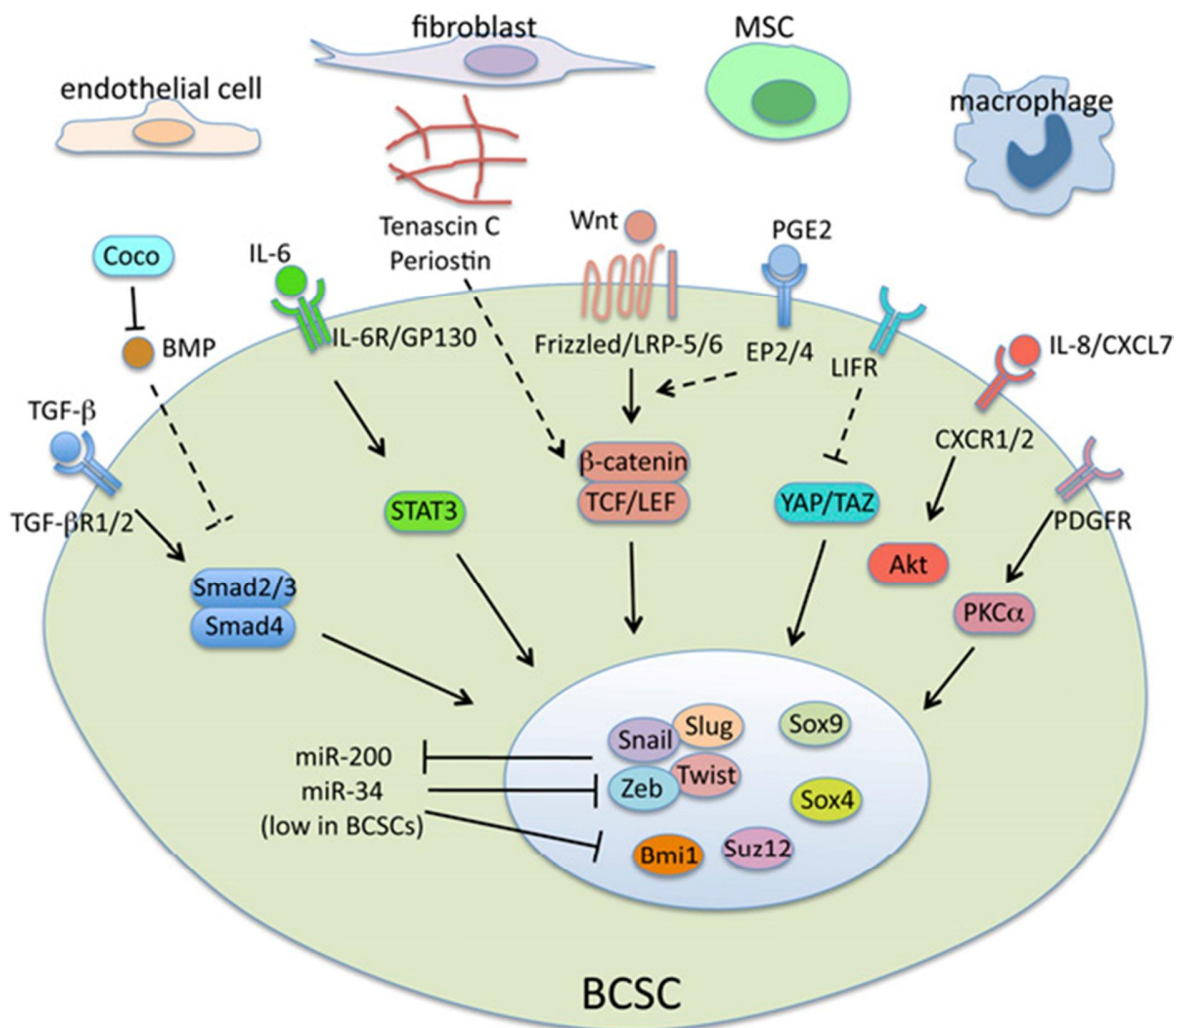 fibroblast
MSC
endothelial cell
macrophage
Tenascin C
Periostin
Wnt
PGE2
Coco
IL-6
BMP
IL-6R/GP130
Frizzled/LRP-5/6
EP2/4
LIFR
IL-8/CXCL7
TGF-β
CXCR1/2
TGF-βR1/2
STAT3
β-catenin
TCF/LEF
YAP/TAZ
PDGFR
Akt
Smad2/3
Smad4
PKCα
miR-200
miR-34
(low in BCSCs)
Snail
Slug
Sox9
Zeb
Twist
Sox4
Bmi1
Suz12
BCSC